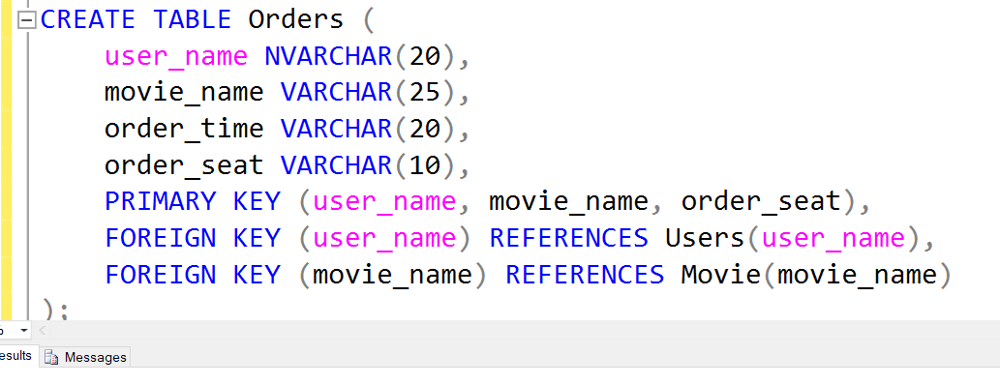 CREATE TABLE Orders (
user_name NVARCHAR(20),
movie_name VARCHAR(25),
order_time VARCHAR(20),
order_seat VARCHAR(10),
PRIMARY KEY (user_name, movie_name, order_seat),
FOREIGN KEY (user_name) REFERENCES Users(user_name),
FOREIGN KEY (movie_name) REFERENCES Movie(movie_name)
);
esults Messages